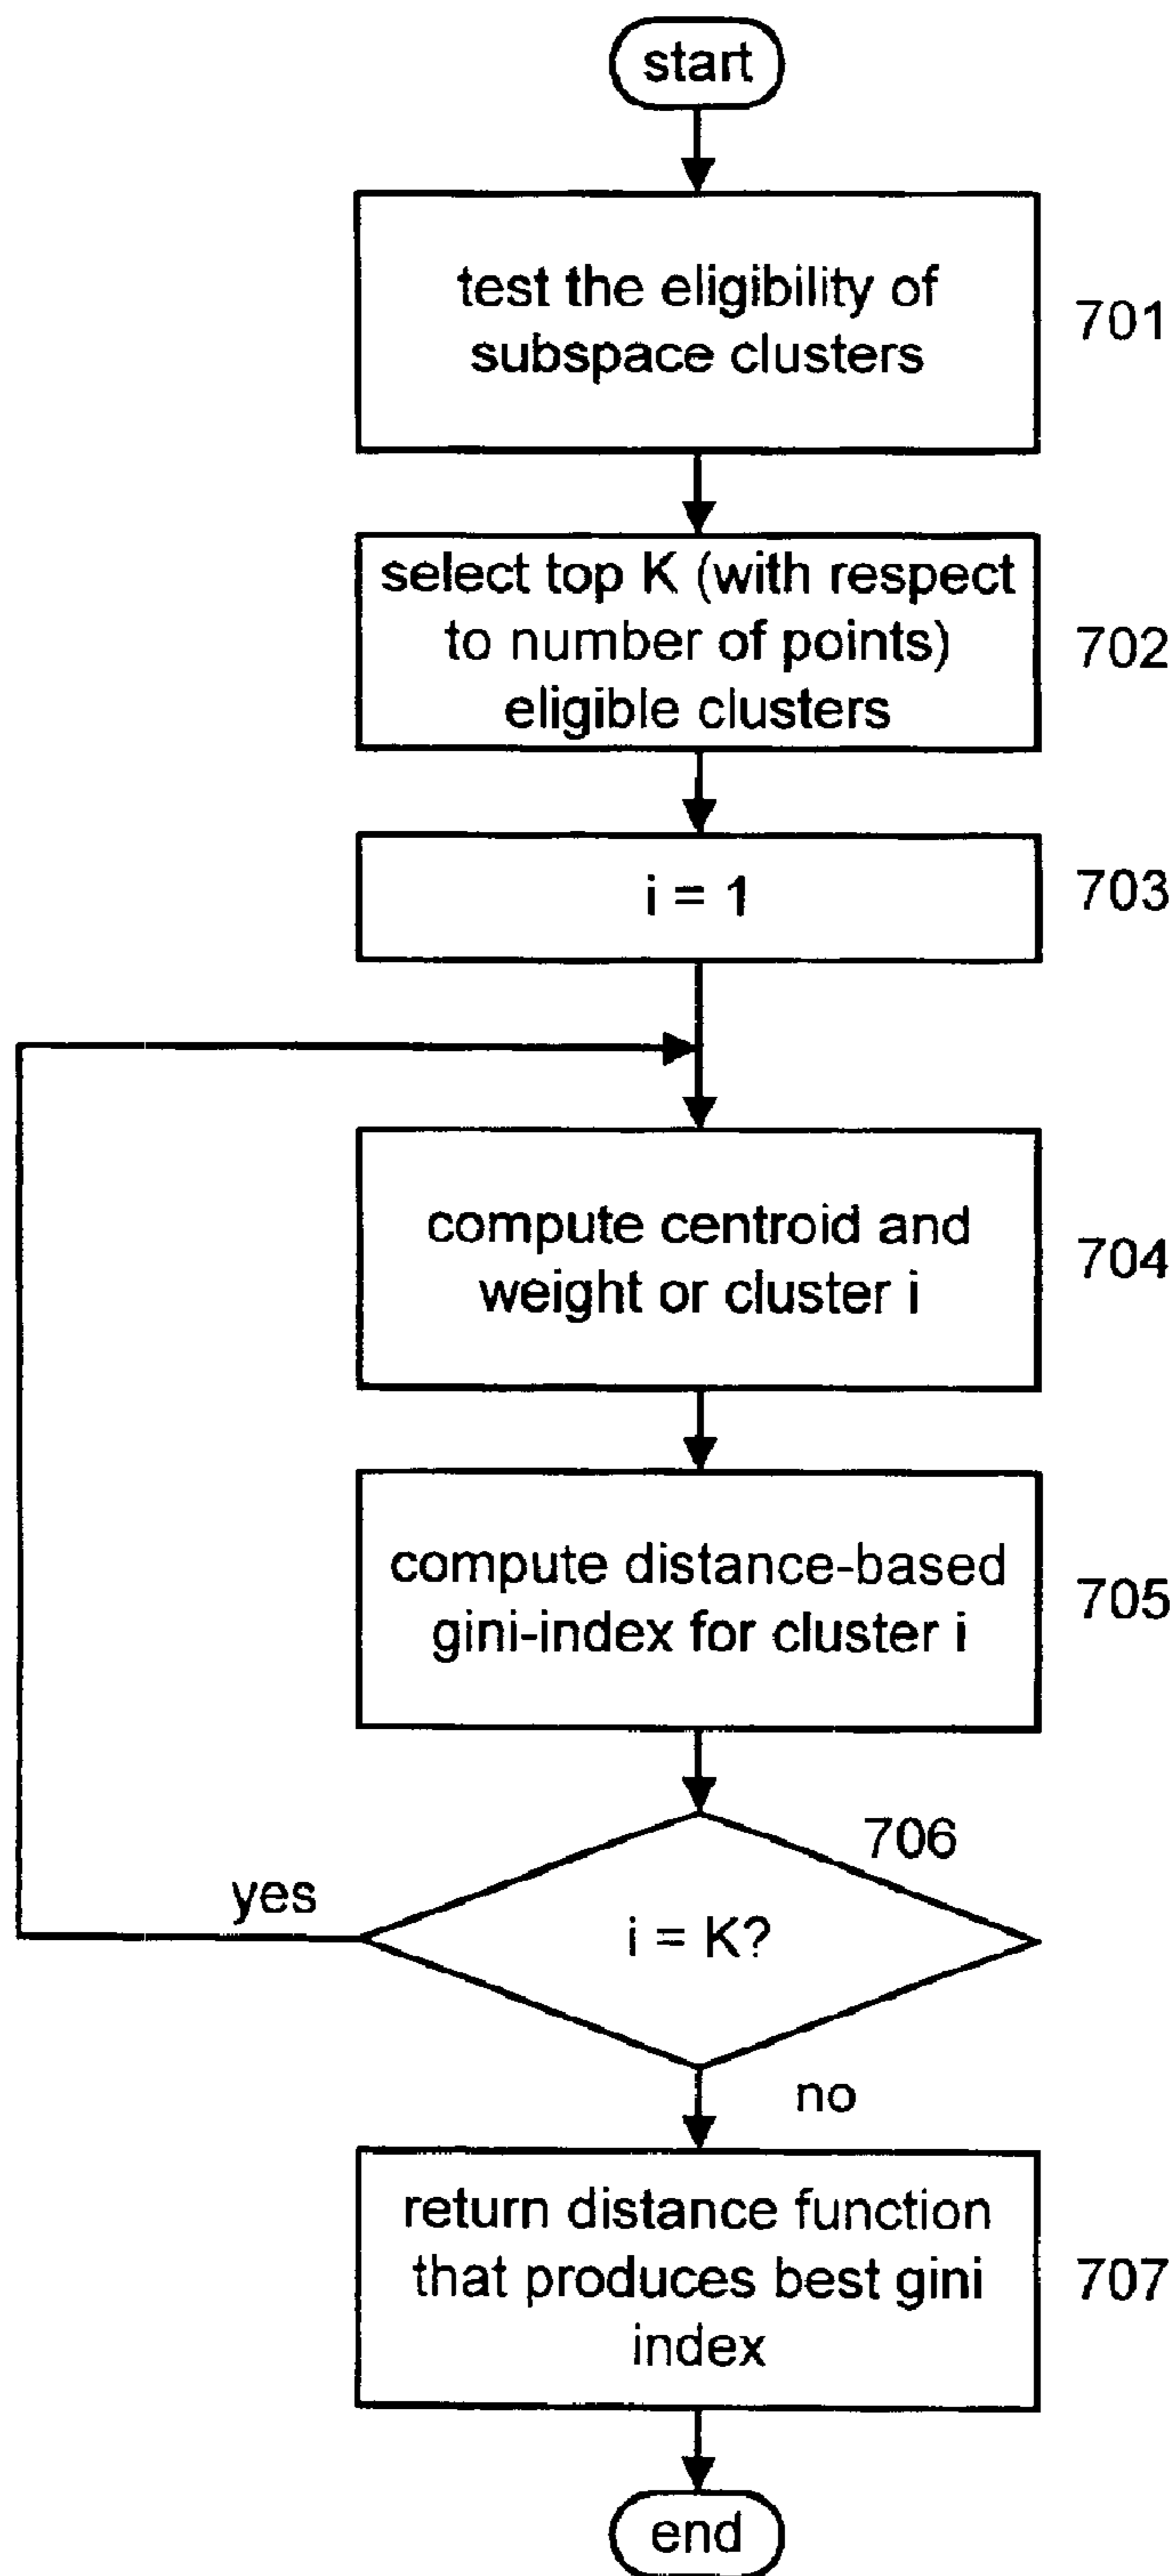 start
test the eligibility of
subspace clusters
701
select top K (with respect
to number of points)
eligible clusters
702
i = 1
703
compute centroid and
weight or cluster i
704
compute distance-based
gini-index for cluster i
705
706
yes
i = K?
no
return distance function
that produces best gini
index
707
end